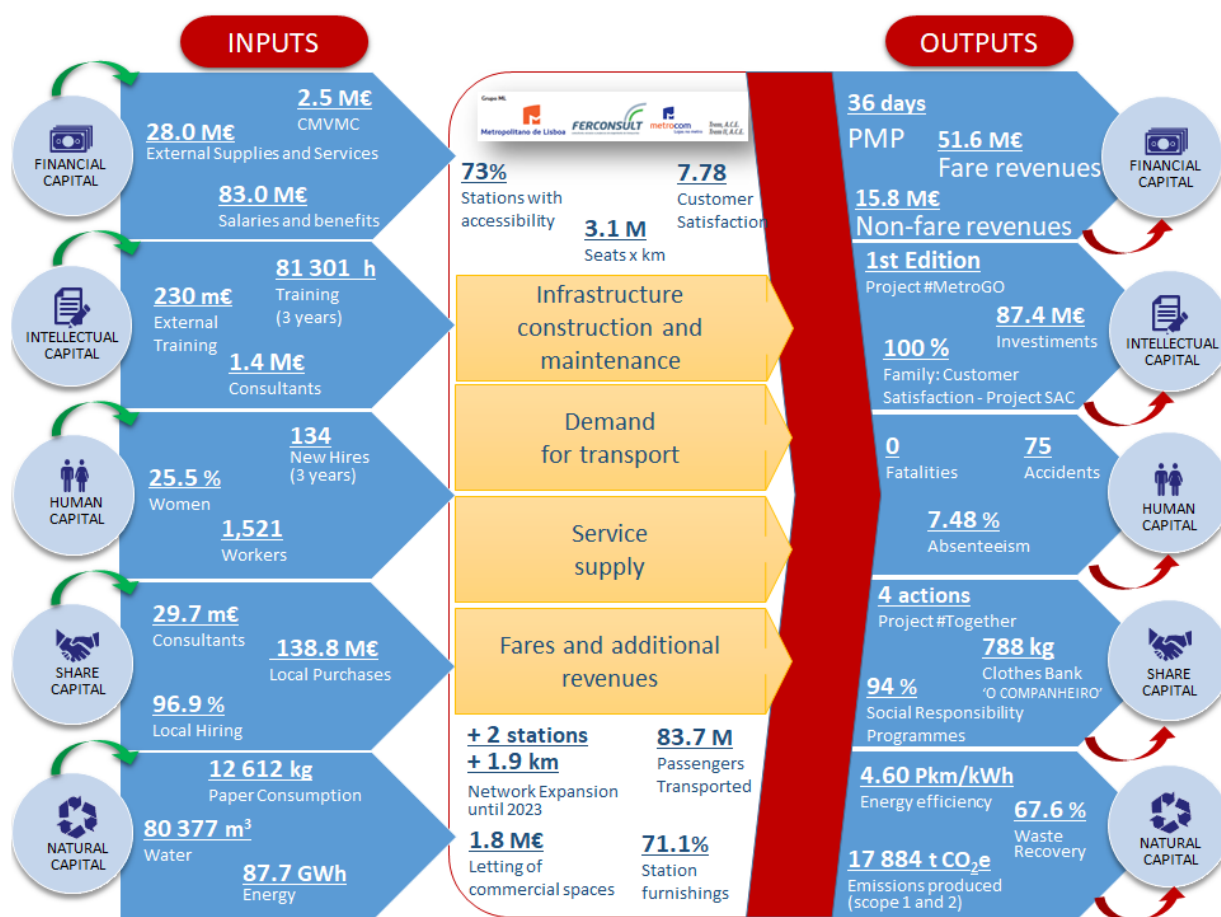 INPUTS
OUTPUTS
FINANCIAL
CAPITAL
2.5 M€
CMVMC
28.0 M€
External Supplies and Services
83.0 M€
Salaries and benefits
INTELLECTUAL
CAPITAL
81 301 h
Training
(3 years)
230 m€
External
Training
1.4 M€
Consultants
HUMAN
CAPITAL
134
New Hires
(3 years)
25.5 %
Women
1,521
Workers
SHARE
CAPITAL
29.7 m€
Consultants
138.8 M€
Local Purchases
96.9 %
Local Hiring
NATURAL
CAPITAL
12 612 kg
Paper Consumption
80 377 m³
Water
87.7 GWh
Energy
Grupo ML
Metropolitano de Lisboa
FERCONSULT
metrocom
Trem, A.C.E.
Trem II, A.C.E.
73%
Stations with
accessibility
7.78
Customer
Satisfaction
3.1 M
Seats x km
Infrastructure
construction and
maintenance
Demand
for transport
Service
supply
Fares and additional
revenues
+ 2 stations
+ 1.9 km
Network Expansion
until 2023
83.7 M
Passengers
Transported
1.8 M€
Letting of
commercial spaces
71.1%
Station
furnishings
36 days
PMP
51.6 M€
Fare revenues
15.8 M€
Non-fare revenues
FINANCIAL
CAPITAL
1st Edition
Project #MetroGO
87.4 M€
Investiments
100 %
Family: Customer
Satisfaction - Project SAC
INTELLECTUAL
CAPITAL
0
Fatalities
75
Accidents
7.48 %
Absenteeism
HUMAN
CAPITAL
4 actions
Project #Together
788 kg
Clothes Bank
‘O COMPANHEIRO’
94 %
Social Responsibility
Programmes
SHARE
CAPITAL
4.60 Pkm/kWh
Energy efficiency
67.6 %
Waste
Recovery
17 884 t CO₂e
Emissions produced
(scope 1 and 2)
NATURAL
CAPITAL